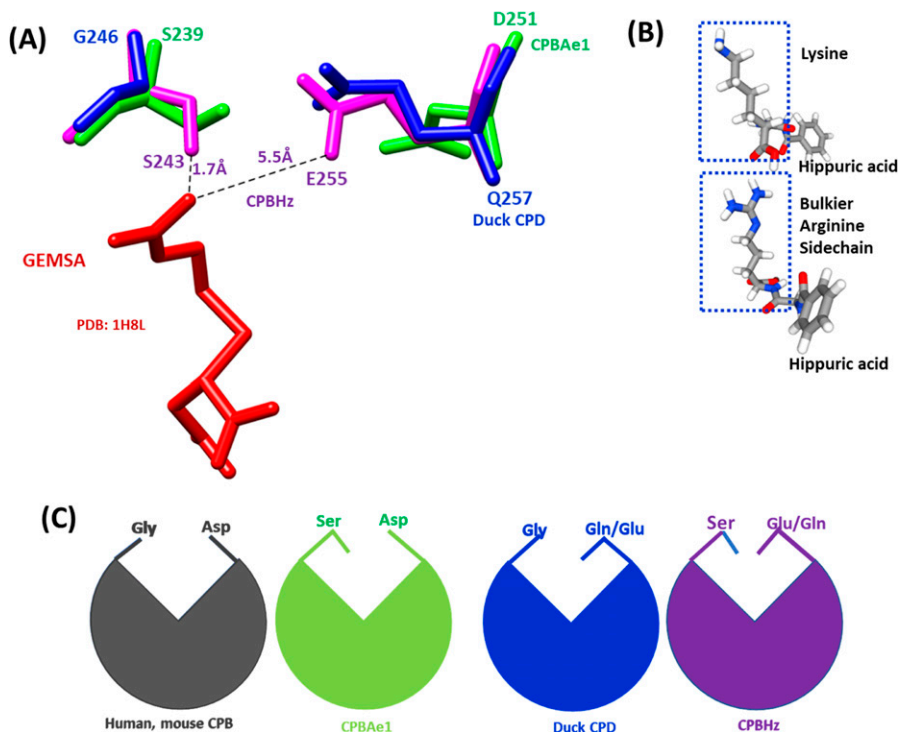 (A)
G246
S239
D251
CPBAe1
S243
1.7Å
5.5Å
E255
CPBHz
Q257
Duck CPD
GEMSA
PDB: 1H8L
(B)
Lysine
Hippuric acid
Bulkier
Arginine
Sidechain
Hippuric acid
(C)
Gly
Asp
Ser
Asp
Gly
Gln/Glu
Ser
Glu/Gln
Human, mouse CPB
CPBAe1
Duck CPD
CPBHz